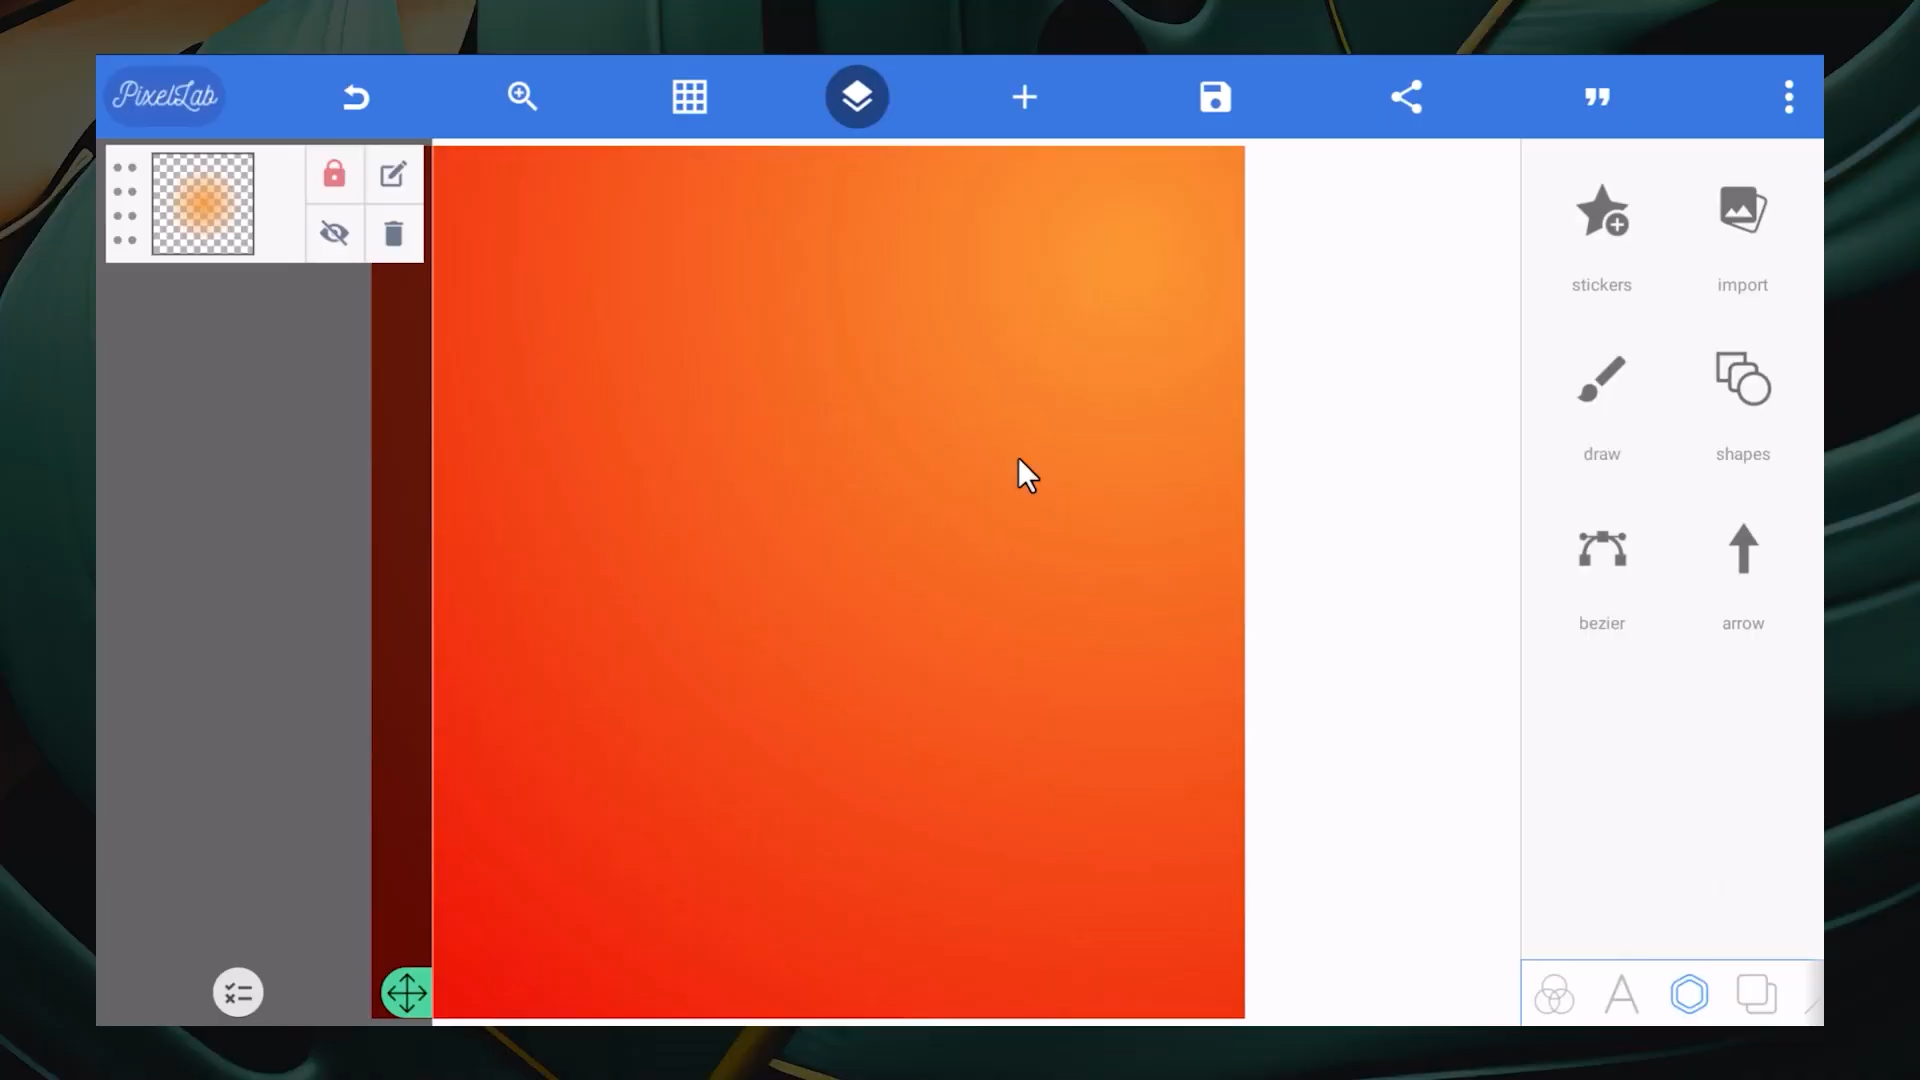 PixelLab
stickers
import
draw
shapes
bezier
arrow